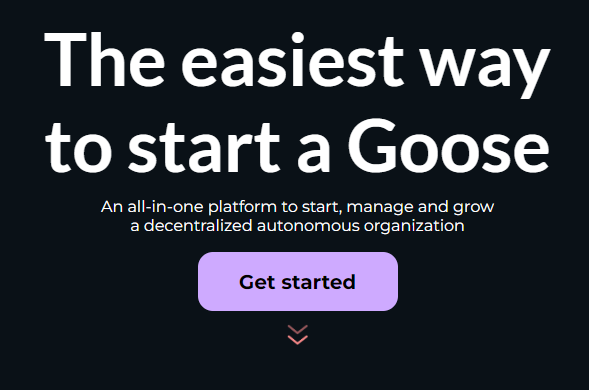 The easiest way
to start a Goose
An all-in-one platform to start, manage and grow
a decentralized autonomous organization
Get started